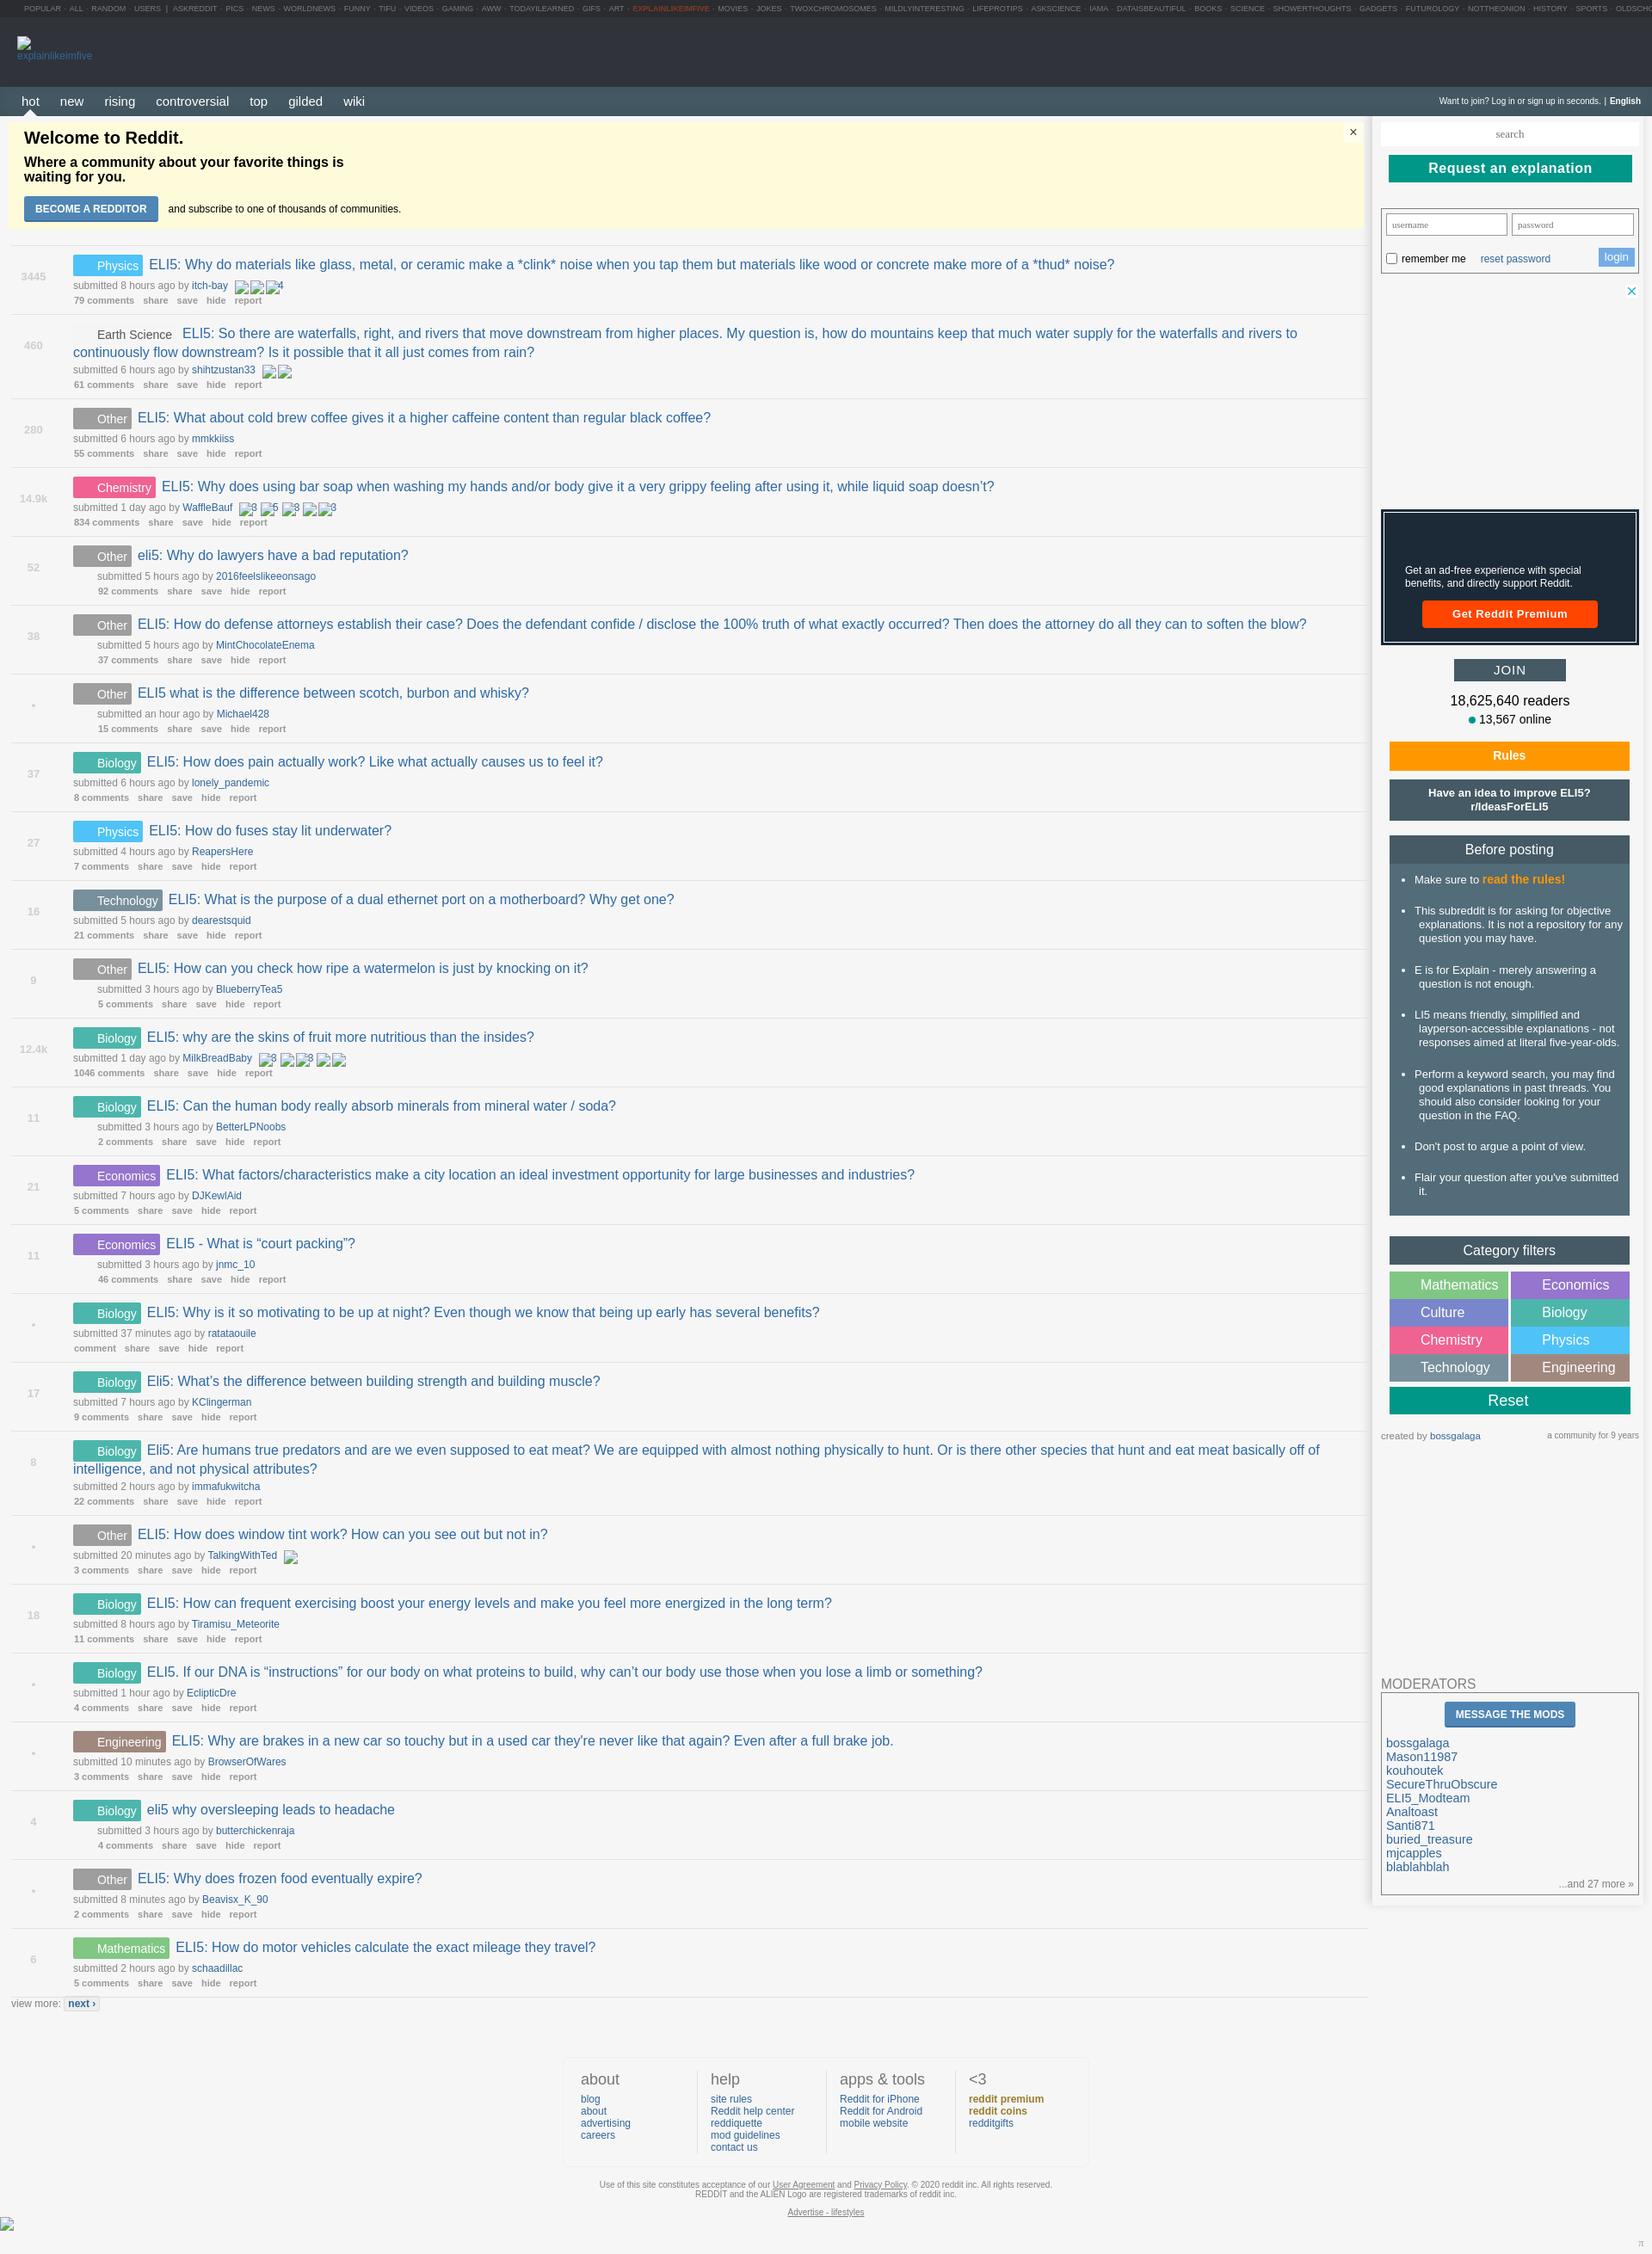 POPULAR - ALL - RANDOM - USERS | ASKREDDIT - PICS - NEWS - WORLDNEWS - FUNNY - TIFU - VIDEOS - GAMING - AWW - TODAYILEARNED - GIFS - ART - EXPLAINLIKEIMFIVE - MOVIES - JOKES - TWOXCHROMOSOMES - MILDLYINTERESTING - LIFEPROTIPS - ASKSCIENCE - IAMA - DATAISBEAUTIFUL - BOOKS - SCIENCE - SHOWERTHOUGHTS - GADGETS - FUTUROLOGY - NOTTHEONION - HISTORY - SPORTS - OLDSCHO
explainlikeimfive
hot new rising controversial top gilded wiki
Want to join? Log in or sign up in seconds. | English
Welcome to Reddit.
Where a community about your favorite things is
waiting for you.
BECOME A REDDITOR and subscribe to one of thousands of communities.
×
3445
Physics ELI5: Why do materials like glass, metal, or ceramic make a *clink* noise when you tap them but materials like wood or concrete make more of a *thud* noise?
submitted 8 hours ago by itch-bay 4
79 comments share save hide report
460
Earth Science ELI5: So there are waterfalls, right, and rivers that move downstream from higher places. My question is, how do mountains keep that much water supply for the waterfalls and rivers to
continuously flow downstream? Is it possible that it all just comes from rain?
submitted 6 hours ago by shihtzustan33
61 comments share save hide report
280
Other ELI5: What about cold brew coffee gives it a higher caffeine content than regular black coffee?
submitted 6 hours ago by mmkkiiss
55 comments share save hide report
14.9k
Chemistry ELI5: Why does using bar soap when washing my hands and/or body give it a very grippy feeling after using it, while liquid soap doesn’t?
submitted 1 day ago by WaffleBauf 3 5 3 3
834 comments share save hide report
52
Other eli5: Why do lawyers have a bad reputation?
submitted 5 hours ago by 2016feelslikeeonsago
92 comments share save hide report
38
Other ELI5: How do defense attorneys establish their case? Does the defendant confide / disclose the 100% truth of what exactly occurred? Then does the attorney do all they can to soften the blow?
submitted 5 hours ago by MintChocolateEnema
37 comments share save hide report
•
Other ELI5 what is the difference between scotch, burbon and whisky?
submitted an hour ago by Michael428
15 comments share save hide report
37
Biology ELI5: How does pain actually work? Like what actually causes us to feel it?
submitted 6 hours ago by lonely_pandemic
8 comments share save hide report
27
Physics ELI5: How do fuses stay lit underwater?
submitted 4 hours ago by ReapersHere
7 comments share save hide report
16
Technology ELI5: What is the purpose of a dual ethernet port on a motherboard? Why get one?
submitted 5 hours ago by dearestsquid
21 comments share save hide report
9
Other ELI5: How can you check how ripe a watermelon is just by knocking on it?
submitted 3 hours ago by BlueberryTea5
5 comments share save hide report
12.4k
Biology ELI5: why are the skins of fruit more nutritious than the insides?
submitted 1 day ago by MilkBreadBaby 3 3
1046 comments share save hide report
11
Biology ELI5: Can the human body really absorb minerals from mineral water / soda?
submitted 3 hours ago by BetterLPNoobs
2 comments share save hide report
21
Economics ELI5: What factors/characteristics make a city location an ideal investment opportunity for large businesses and industries?
submitted 7 hours ago by DJKewlAid
5 comments share save hide report
11
Economics ELI5 - What is “court packing”?
submitted 3 hours ago by jnmc_10
46 comments share save hide report
•
Biology ELI5: Why is it so motivating to be up at night? Even though we know that being up early has several benefits?
submitted 37 minutes ago by ratataouile
comment share save hide report
17
Biology Eli5: What’s the difference between building strength and building muscle?
submitted 7 hours ago by KClingerman
9 comments share save hide report
8
Biology Eli5: Are humans true predators and are we even supposed to eat meat? We are equipped with almost nothing physically to hunt. Or is there other species that hunt and eat meat basically off of
intelligence, and not physical attributes?
submitted 2 hours ago by immafukwitcha
22 comments share save hide report
•
Other ELI5: How does window tint work? How can you see out but not in?
submitted 20 minutes ago by TalkingWithTed
3 comments share save hide report
18
Biology ELI5: How can frequent exercising boost your energy levels and make you feel more energized in the long term?
submitted 8 hours ago by Tiramisu_Meteorite
11 comments share save hide report
•
Biology ELI5. If our DNA is “instructions” for our body on what proteins to build, why can’t our body use those when you lose a limb or something?
submitted 1 hour ago by EclipticDre
4 comments share save hide report
•
Engineering ELI5: Why are brakes in a new car so touchy but in a used car they're never like that again? Even after a full brake job.
submitted 10 minutes ago by BrowserOfWares
3 comments share save hide report
4
Biology eli5 why oversleeping leads to headache
submitted 3 hours ago by butterchickenraja
4 comments share save hide report
•
Other ELI5: Why does frozen food eventually expire?
submitted 8 minutes ago by Beavisx_K_90
2 comments share save hide report
6
Mathematics ELI5: How do motor vehicles calculate the exact mileage they travel?
submitted 2 hours ago by schaadillac
5 comments share save hide report
view more: next ›
search
Request an explanation
username password
remember me reset password login
Get an ad-free experience with special
benefits, and directly support Reddit.
Get Reddit Premium
JOIN
18,625,640 readers
13,567 online
Rules
Have an idea to improve ELI5?
r/IdeasForELI5
Before posting
• Make sure to read the rules!
• This subreddit is for asking for objective
explanations. It is not a repository for any
question you may have.
• E is for Explain - merely answering a
question is not enough.
• LI5 means friendly, simplified and
layperson-accessible explanations - not
responses aimed at literal five-year-olds.
• Perform a keyword search, you may find
good explanations in past threads. You
should also consider looking for your
question in the FAQ.
• Don't post to argue a point of view.
• Flair your question after you've submitted
it.
Category filters
Mathematics Economics
Culture Biology
Chemistry Physics
Technology Engineering
Reset
created by bossgalaga a community for 9 years
MODERATORS
MESSAGE THE MODS
bossgalaga
Mason11987
kouhoutek
SecureThruObscure
ELI5_Modteam
Analtoast
Santi871
buried_treasure
mjcapples
blablahblah
...and 27 more »
about
blog
about
advertising
careers
help
site rules
Reddit help center
reddiquette
mod guidelines
contact us
apps & tools
Reddit for iPhone
Reddit for Android
mobile website
<3
reddit premium
reddit coins
redditgifts
Use of this site constitutes acceptance of our User Agreement and Privacy Policy. © 2020 reddit inc. All rights reserved.
REDDIT and the ALIEN Logo are registered trademarks of reddit inc.
Advertise - lifestyles
π